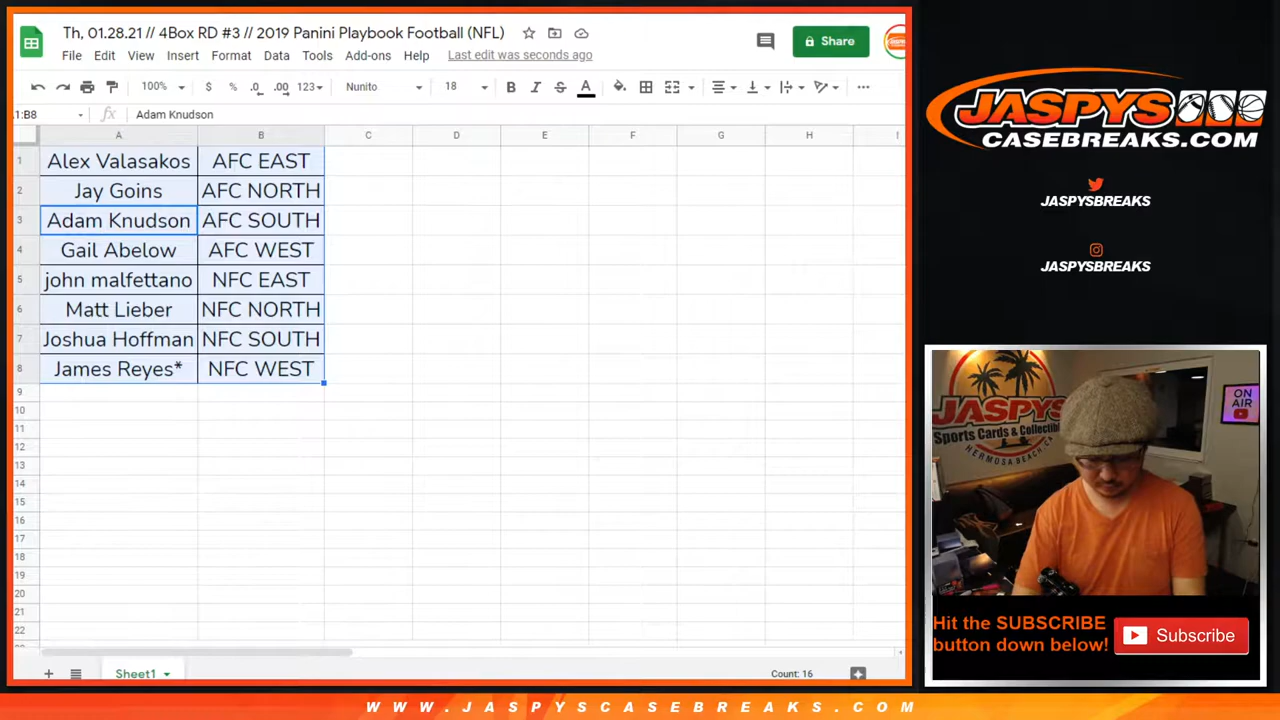 Th, 01.28.21 // 4Box RD #3 // 2019 Panini Playbook Football (NFL)
File Edit View Insert Format Data Tools Add-ons Help Last edit was seconds ago
Share
100% $ % .0 .00 123 Nunito 18 B I S A
1:B8 fx Adam Knudson
A B C D E F G H
1 Alex Valasakos AFC EAST
2 Jay Goins AFC NORTH
3 Adam Knudson AFC SOUTH
4 Gail Abelow AFC WEST
5 john malfettano NFC EAST
6 Matt Lieber NFC NORTH
7 Joshua Hoffman NFC SOUTH
8 James Reyes* NFC WEST
9
10
11
12
13
14
15
16
17
18
19
20
21
22
Sheet1
Count: 16
JASPYS
CASEBREAKS.COM
JASPYSBREAKS
JASPYSBREAKS
JASPYS
Sports Cards & Collectibl
HERMOSA BEACH, CA
ON
AIR
Hit the SUBSCRIBE
button down below!
Subscribe
WWW.JASPYSCASEBREAKS.COM